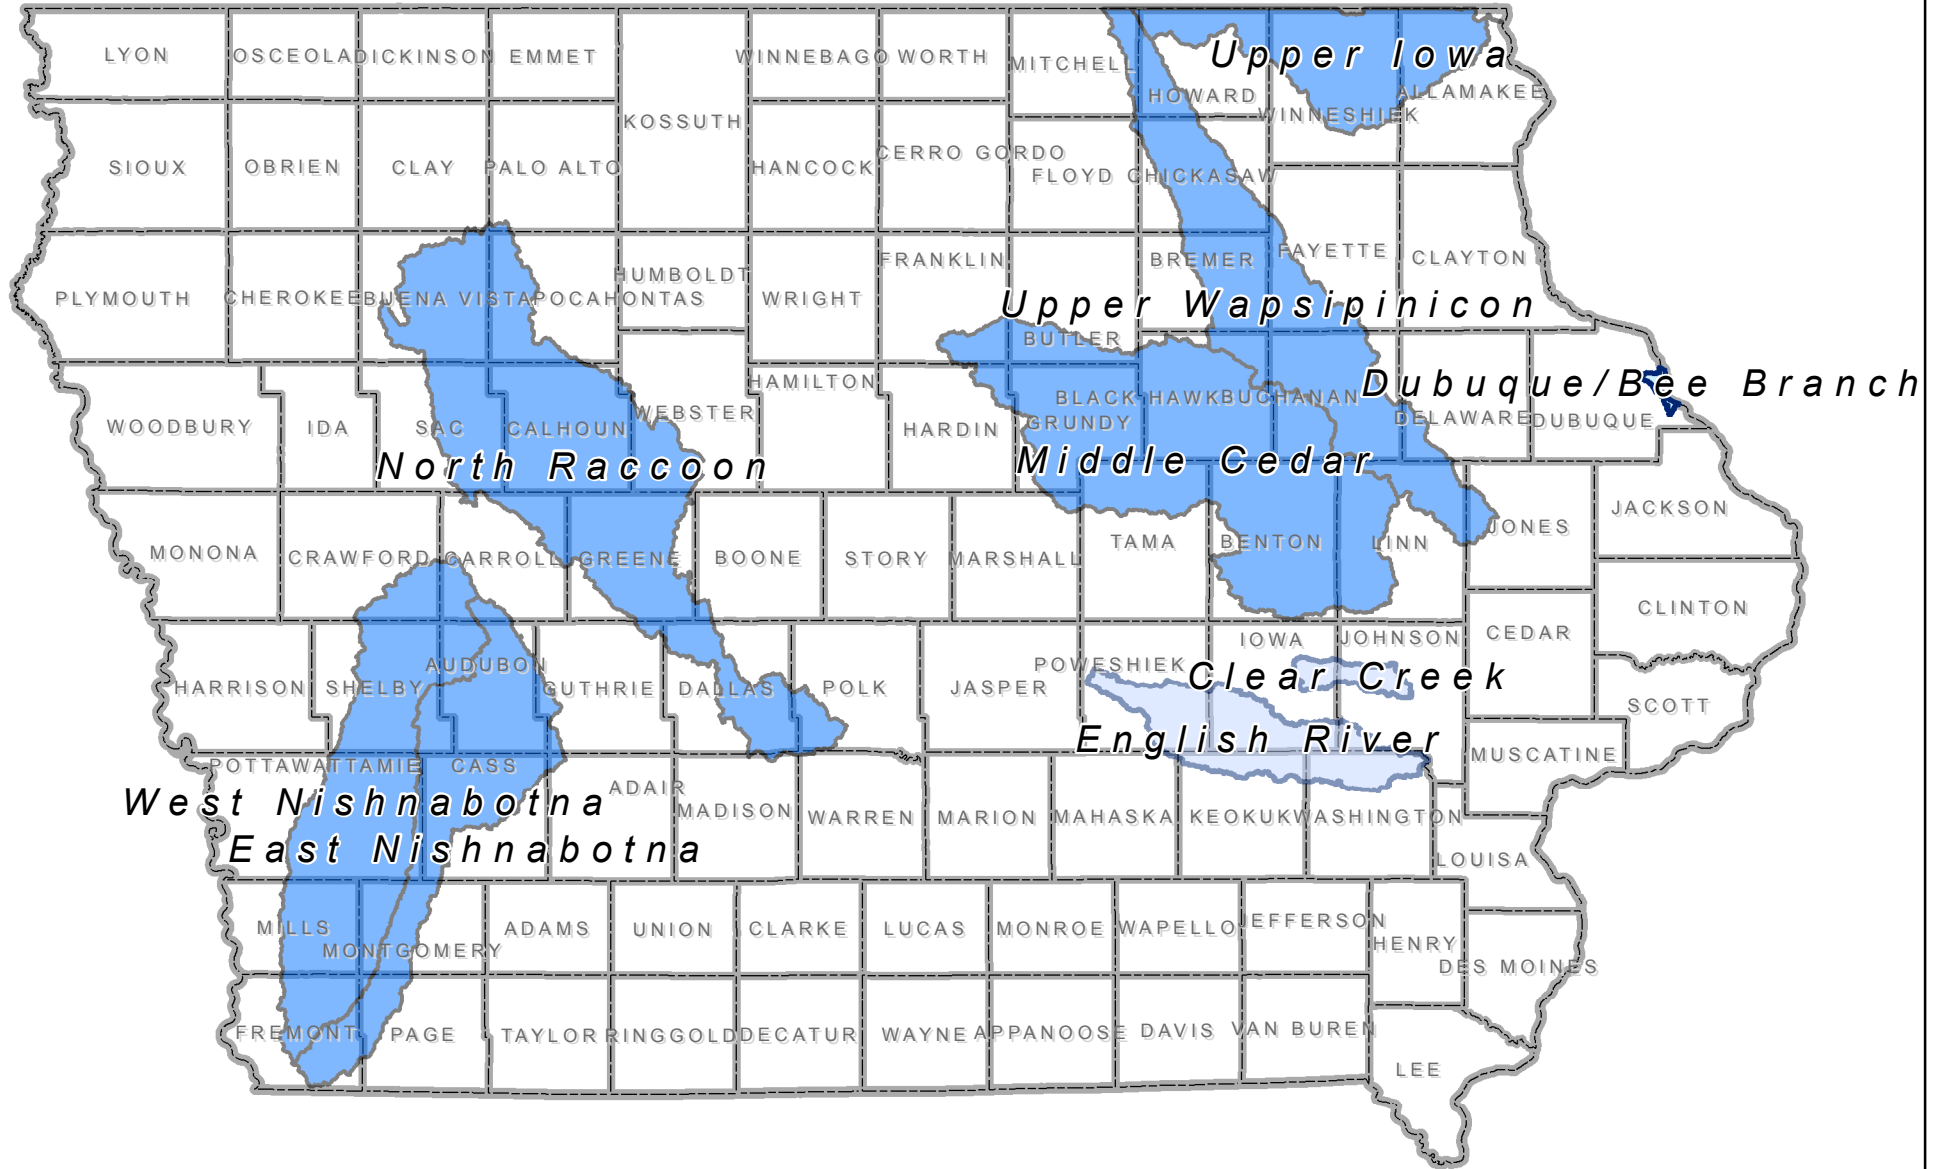 LYON OSCEOLA DICKINSON EMMET WINNEBAGO WORTH MITCHELL Upper Iowa
HOWARD ALLAMAKEE
KOSSUTH WINNESHIEK
SIOUX OBRIEN CLAY PALO ALTO HANCOCK CERRO GORDO
FLOYD CHICKASAW
FRANKLIN BREMER FAYETTE CLAYTON
HUMBOLDT
PLYMOUTH CHEROKEE BUENA VISTA POCAHONTAS WRIGHT Upper Wapsipinicon
BUTLER
HAMILTON Dubuque/Bee Branch
WOODBURY IDA SAC CALHOUN WEBSTER HARDIN BLACK HAWK BUCHANAN
GRUNDY DELAWARE DUBUQUE
North Raccoon Middle Cedar
JACKSON
MONONA CRAWFORD CARROLL GREENE BOONE STORY MARSHALL TAMA BENTON LINN JONES
CLINTON
IOWA JOHNSON CEDAR
AUDUBON POWESHIEK
HARRISON SHELBY GUTHRIE DALLAS POLK JASPER Clear Creek
SCOTT
English River
POTTAWATTAMIE CASS MUSCATINE
ADAIR
West Nishnabotna MADISON WARREN MARION MAHASKA KEOKUK WASHINGTON
East Nishnabotna LOUISA
MILLS ADAMS UNION CLARKE LUCAS MONROE WAPELLO JEFFERSON
MONTGOMERY HENRY
DES MOINES
FREMONT PAGE TAYLOR RINGGOLD DECATUR WAYNE APPANOOSE DAVIS VAN BUREN
LEE